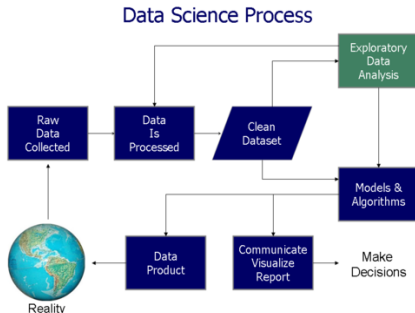 Data Science Process
Exploratory
Data
Analysis
Raw
Data
Collected
Data
Is
Processed
Clean
Dataset
Models &
Algorithms
Data
Product
Communicate
Visualize
Report
Make
Decisions
Reality